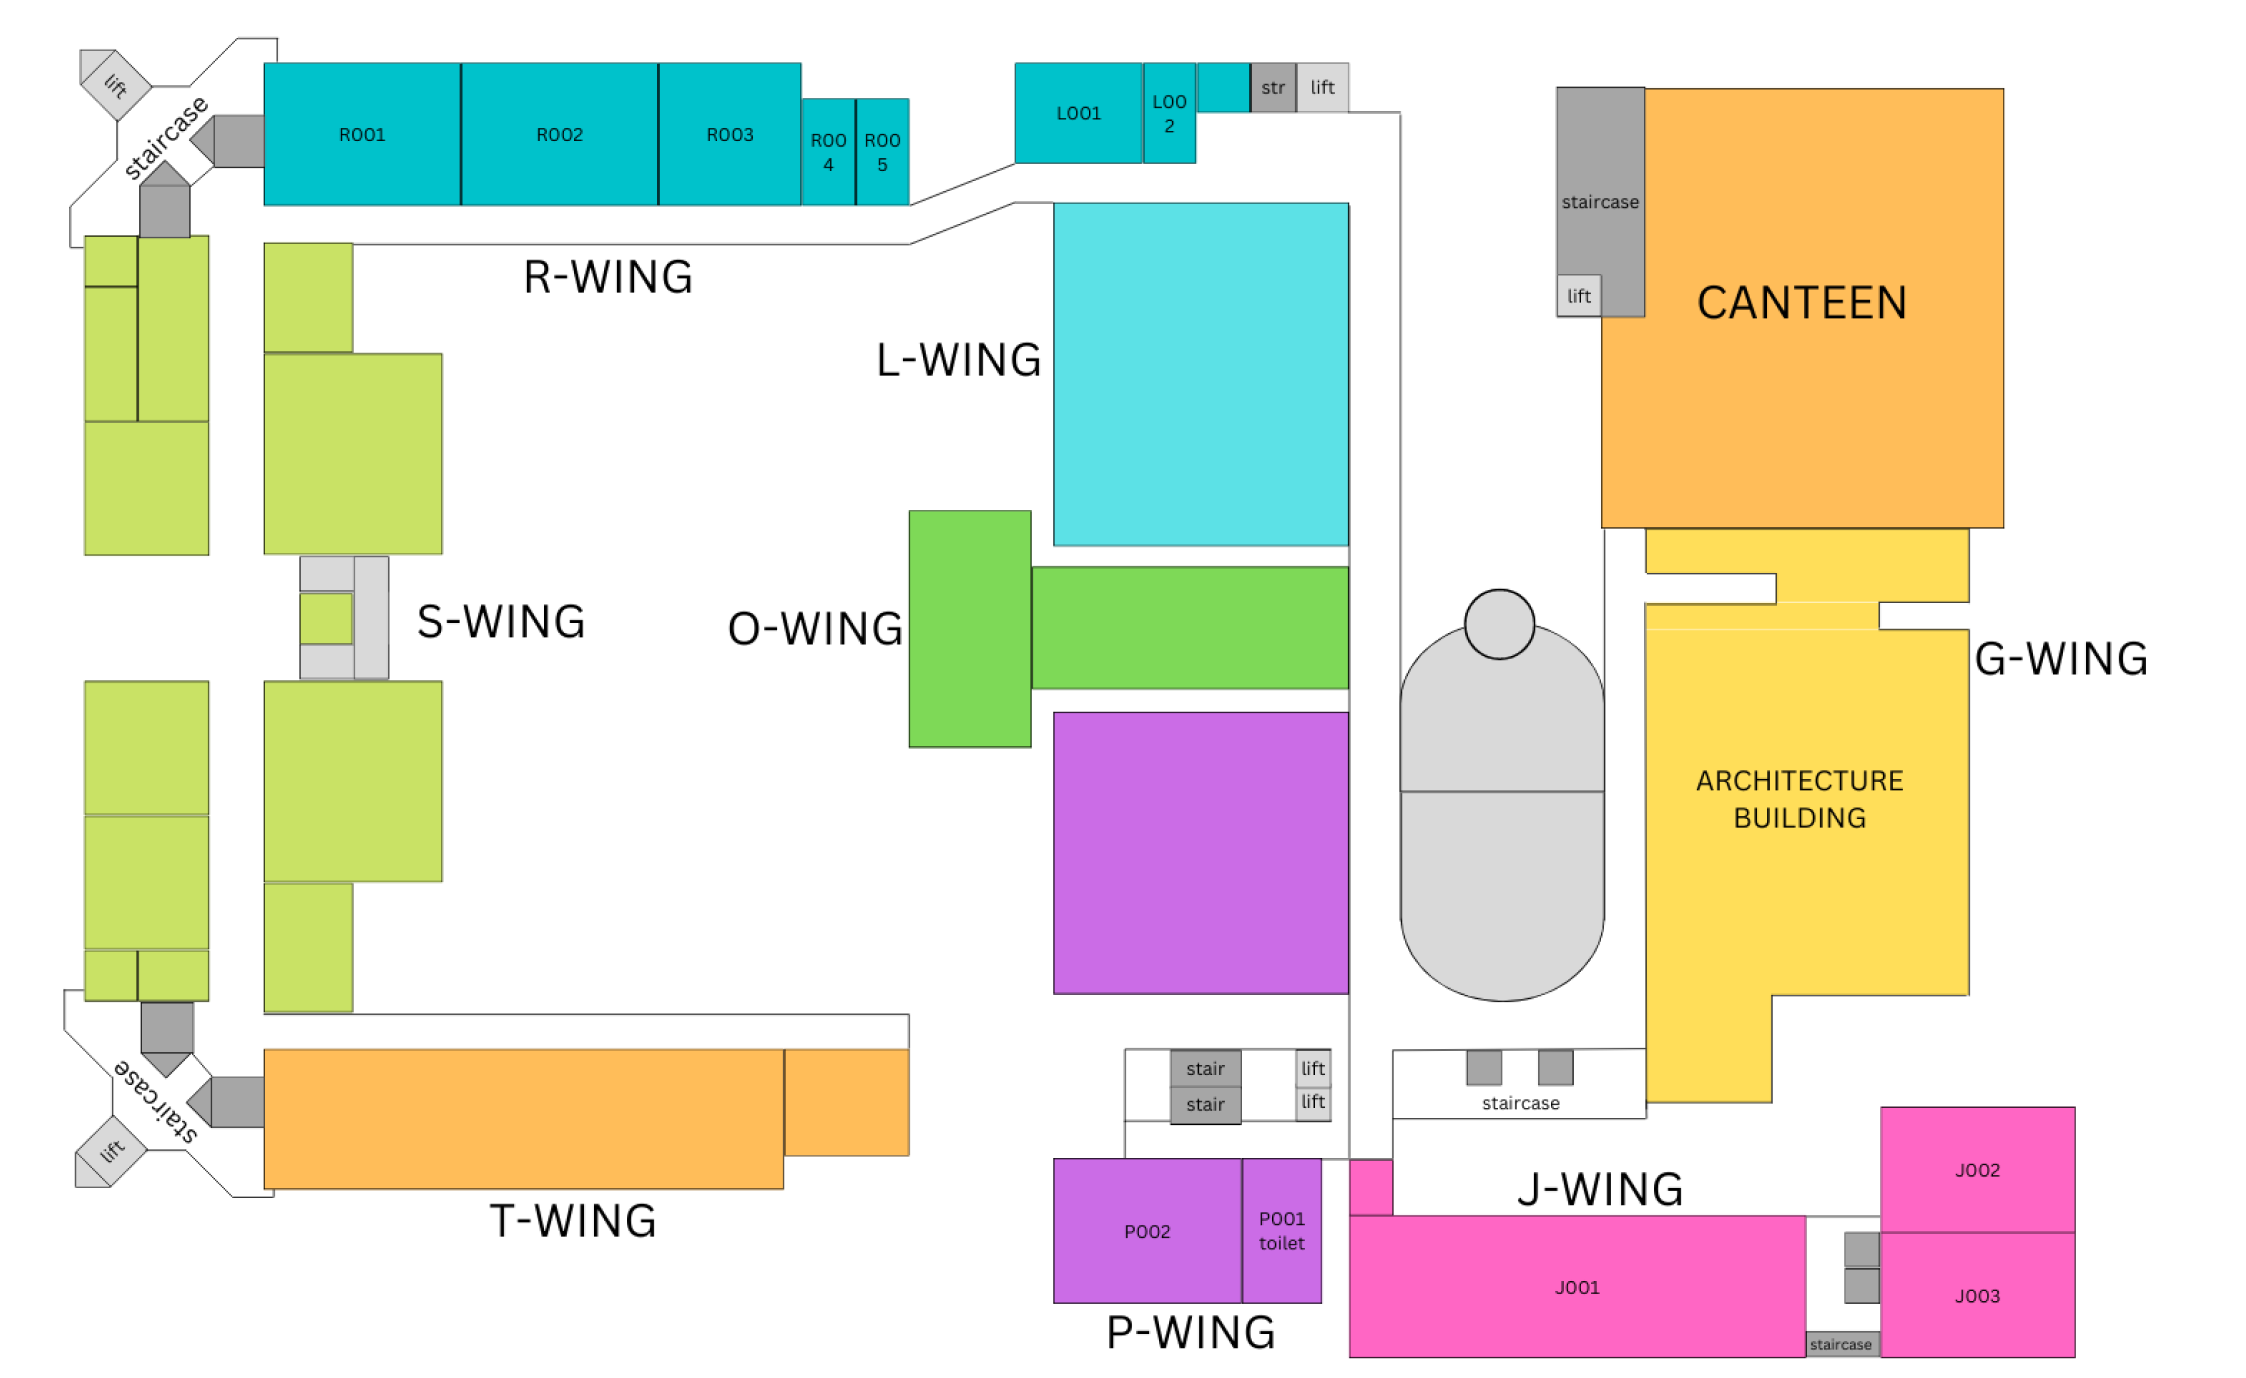 lift
staircase
R001
R002
R003
R00
4
R00
5
L001
L00
2
str
lift
staircase
lift
CANTEEN
R-WING
L-WING
S-WING
O-WING
G-WING
ARCHITECTURE
BUILDING
staircase
lift
T-WING
stair
stair
lift
lift
staircase
P002
P001
toilet
P-WING
J-WING
J001
J002
J003
staircase